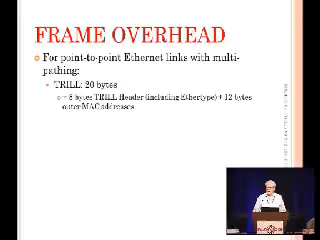 FRAME OVERHEAD
For point-to-point Ethernet links with multi-
pathing:
TRILL: 20 bytes
= 8 bytes TRILL Header (including Ethertype) + 12 bytes
outer MAC addresses